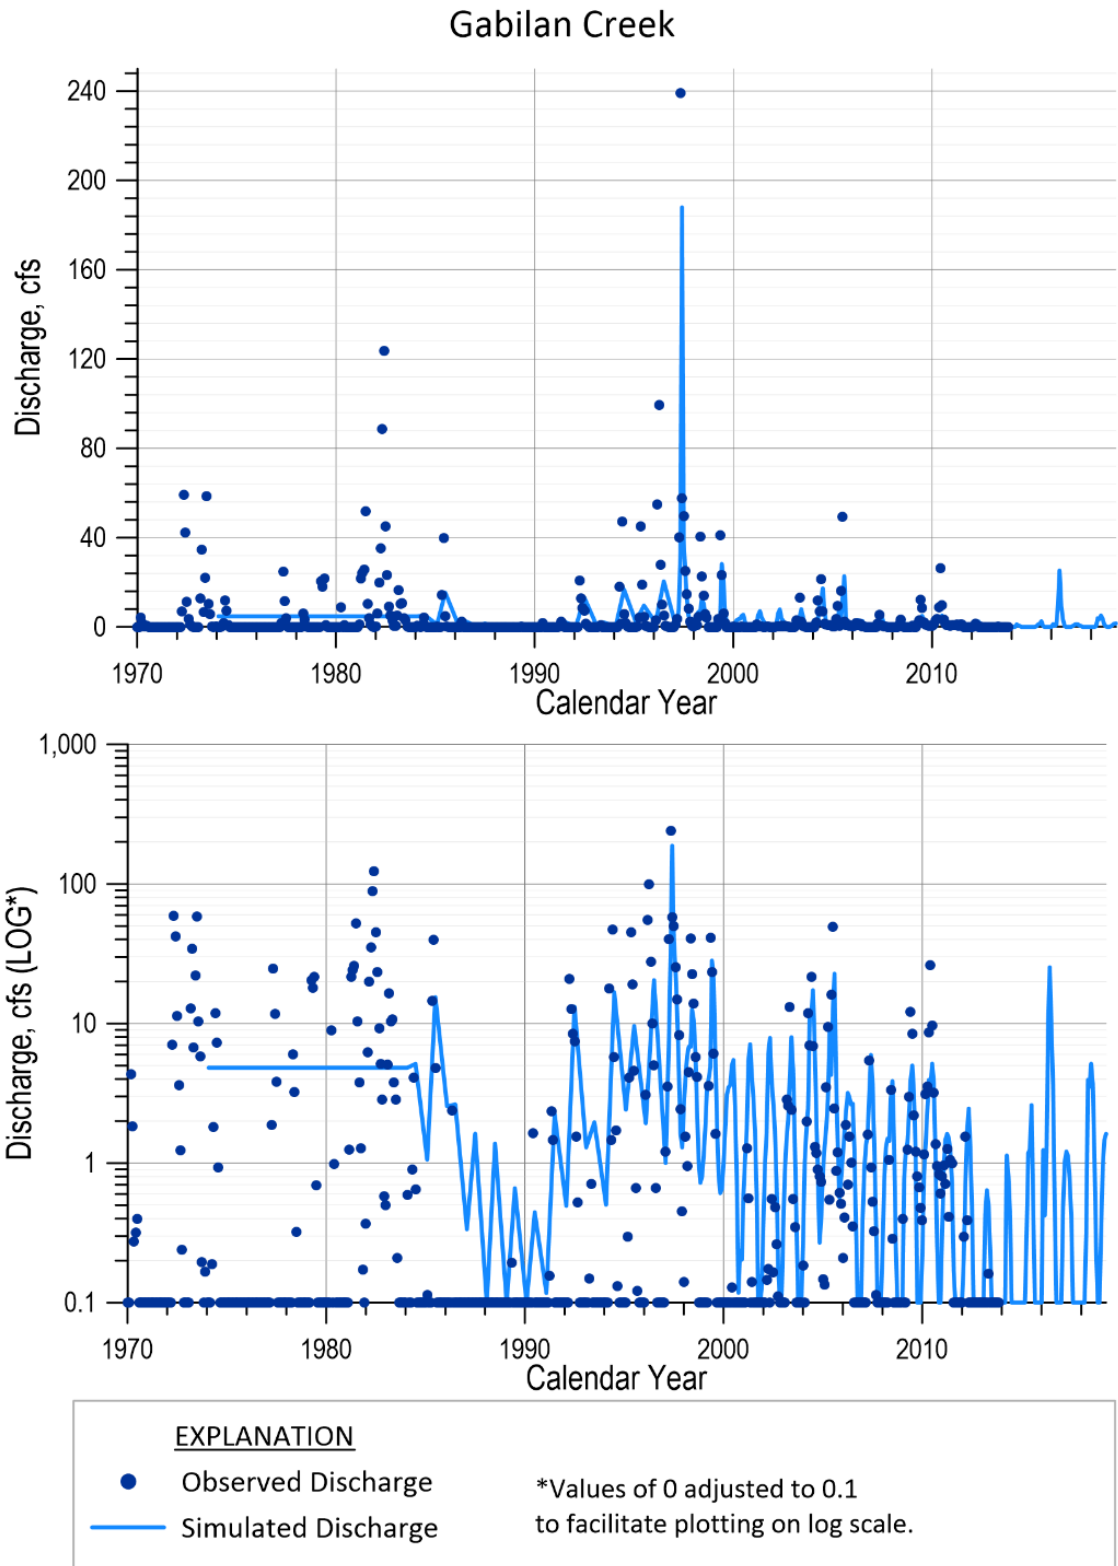 Gabilan Creek
240
200
160
120
80
40
0
Discharge, cfs
1970 1980 1990 2000 2010
Calendar Year
1,000
100
10
1
0.1
Discharge, cfs (LOG*)
1970 1980 1990 2000 2010
Calendar Year
EXPLANATION
Observed Discharge
Simulated Discharge
*Values of 0 adjusted to 0.1
to facilitate plotting on log scale.